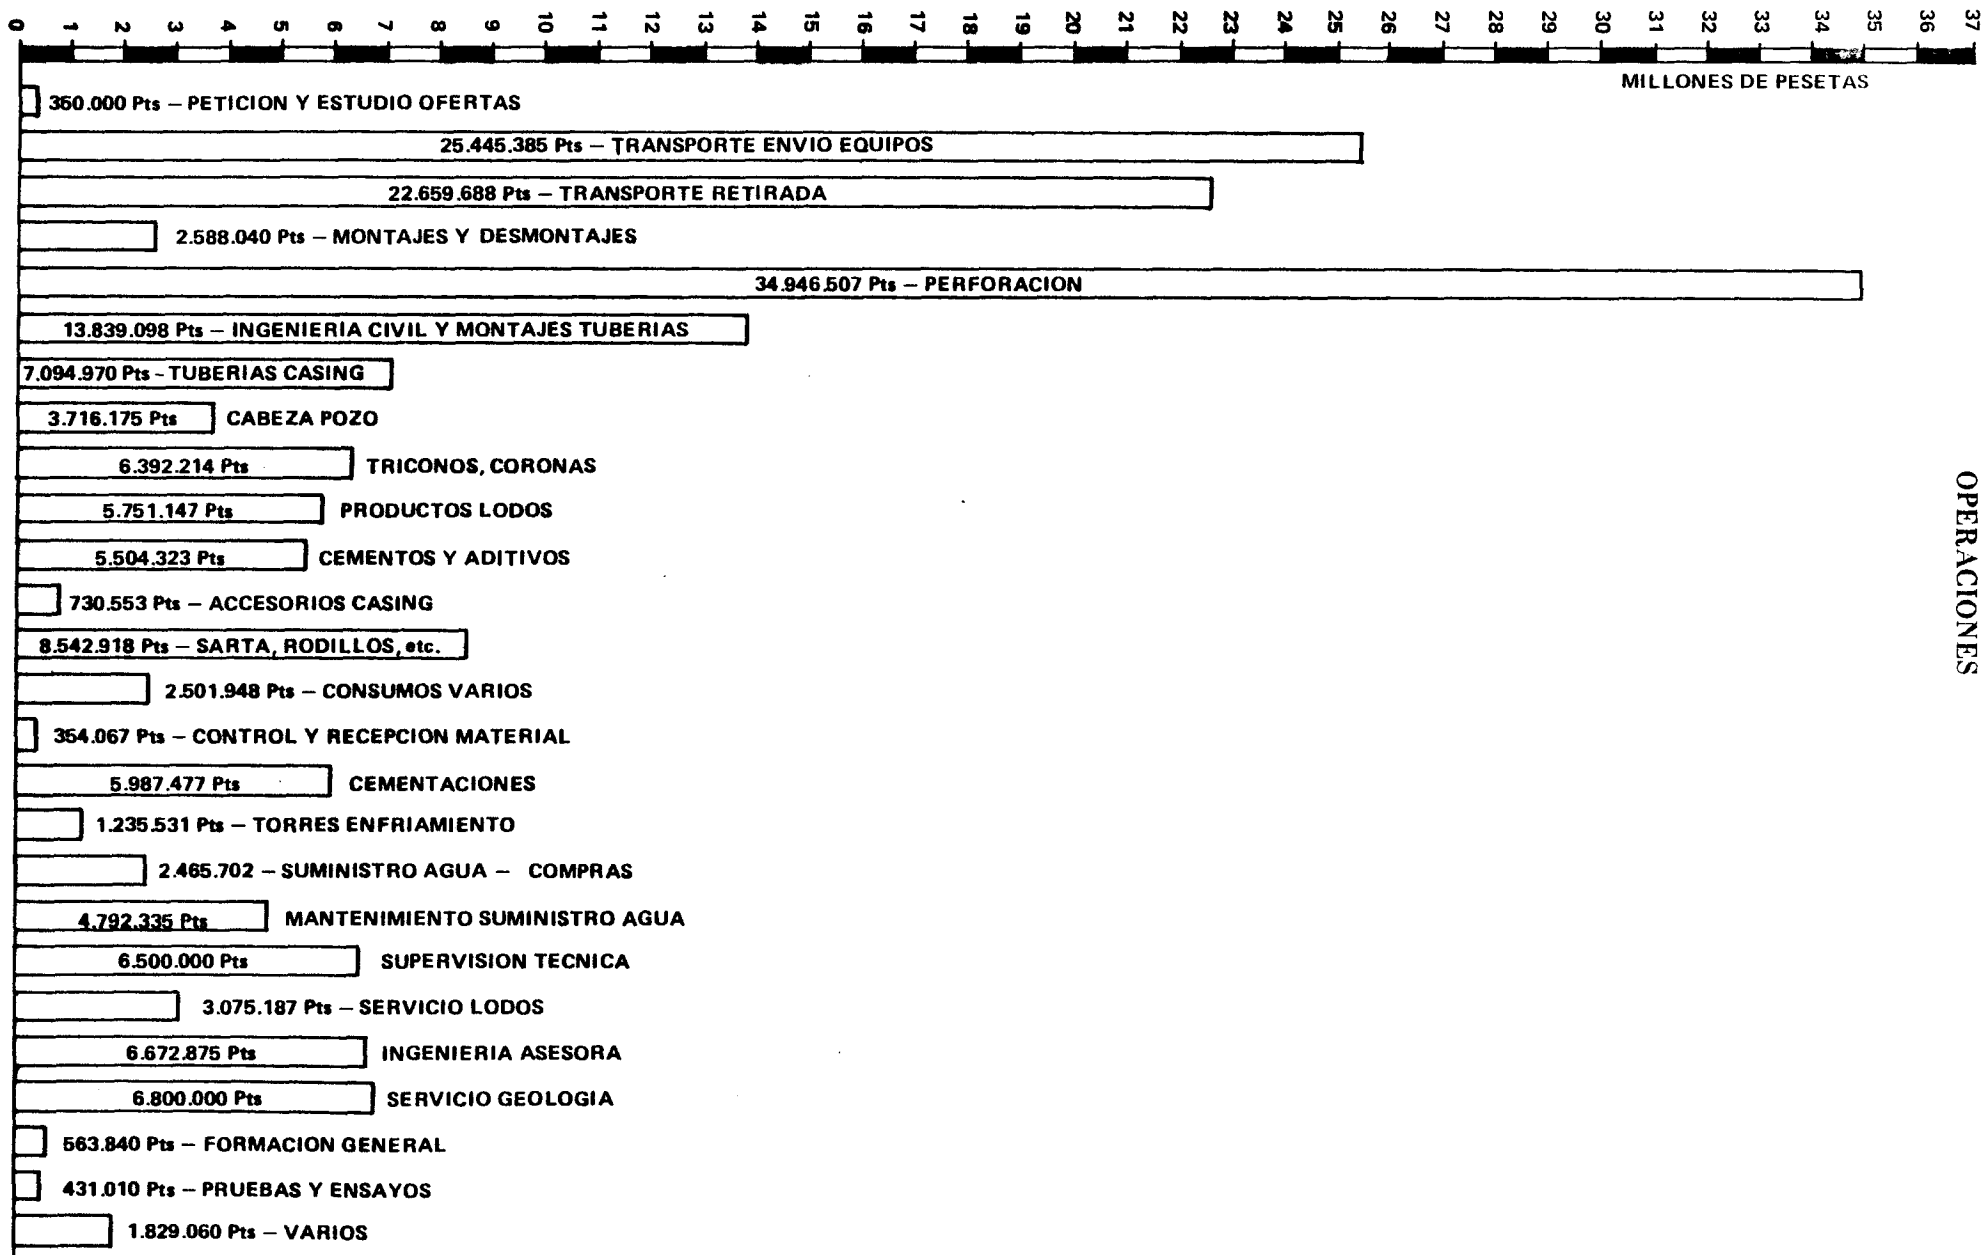 0 1 2 3 4 5 6 7 8 9 10 11 12 13 14 15 16 17 18 19 20 21 22 23 24 25 26 27 28 29 30 31 32 33 34 35 36 37
MILLONES DE PESETAS
360.000 Pts — PETICION Y ESTUDIO OFERTAS
25.445.385 Pts — TRANSPORTE ENVIO EQUIPOS
22.659.688 Pts — TRANSPORTE RETIRADA
2.588.040 Pts — MONTAJES Y DESMONTAJES
34.946.507 Pts — PERFORACION
13.839.098 Pts — INGENIERIA CIVIL Y MONTAJES TUBERIAS
7.094.970 Pts - TUBERIAS CASING
3.716.175 Pts CABEZA POZO
6.392.214 Pts TRICONOS, CORONAS
5.751.147 Pts PRODUCTOS LODOS
5.504.323 Pts CEMENTOS Y ADITIVOS
730.553 Pts — ACCESORIOS CASING
8.542.918 Pts — SARTA, RODILLOS, etc.
2.501.948 Pts — CONSUMOS VARIOS
354.067 Pts — CONTROL Y RECEPCION MATERIAL
5.987.477 Pts CEMENTACIONES
1.235.531 Pts — TORRES ENFRIAMIENTO
2.465.702 — SUMINISTRO AGUA — COMPRAS
4.792.335 Pts MANTENIMIENTO SUMINISTRO AGUA
6.500.000 Pts SUPERVISION TECNICA
3.075.187 Pts — SERVICIO LODOS
6.672.875 Pts INGENIERIA ASESORA
6.800.000 Pts SERVICIO GEOLOGIA
563.840 Pts — FORMACION GENERAL
431.010 Pts — PRUEBAS Y ENSAYOS
1.829.060 Pts — VARIOS
OPERACIONES